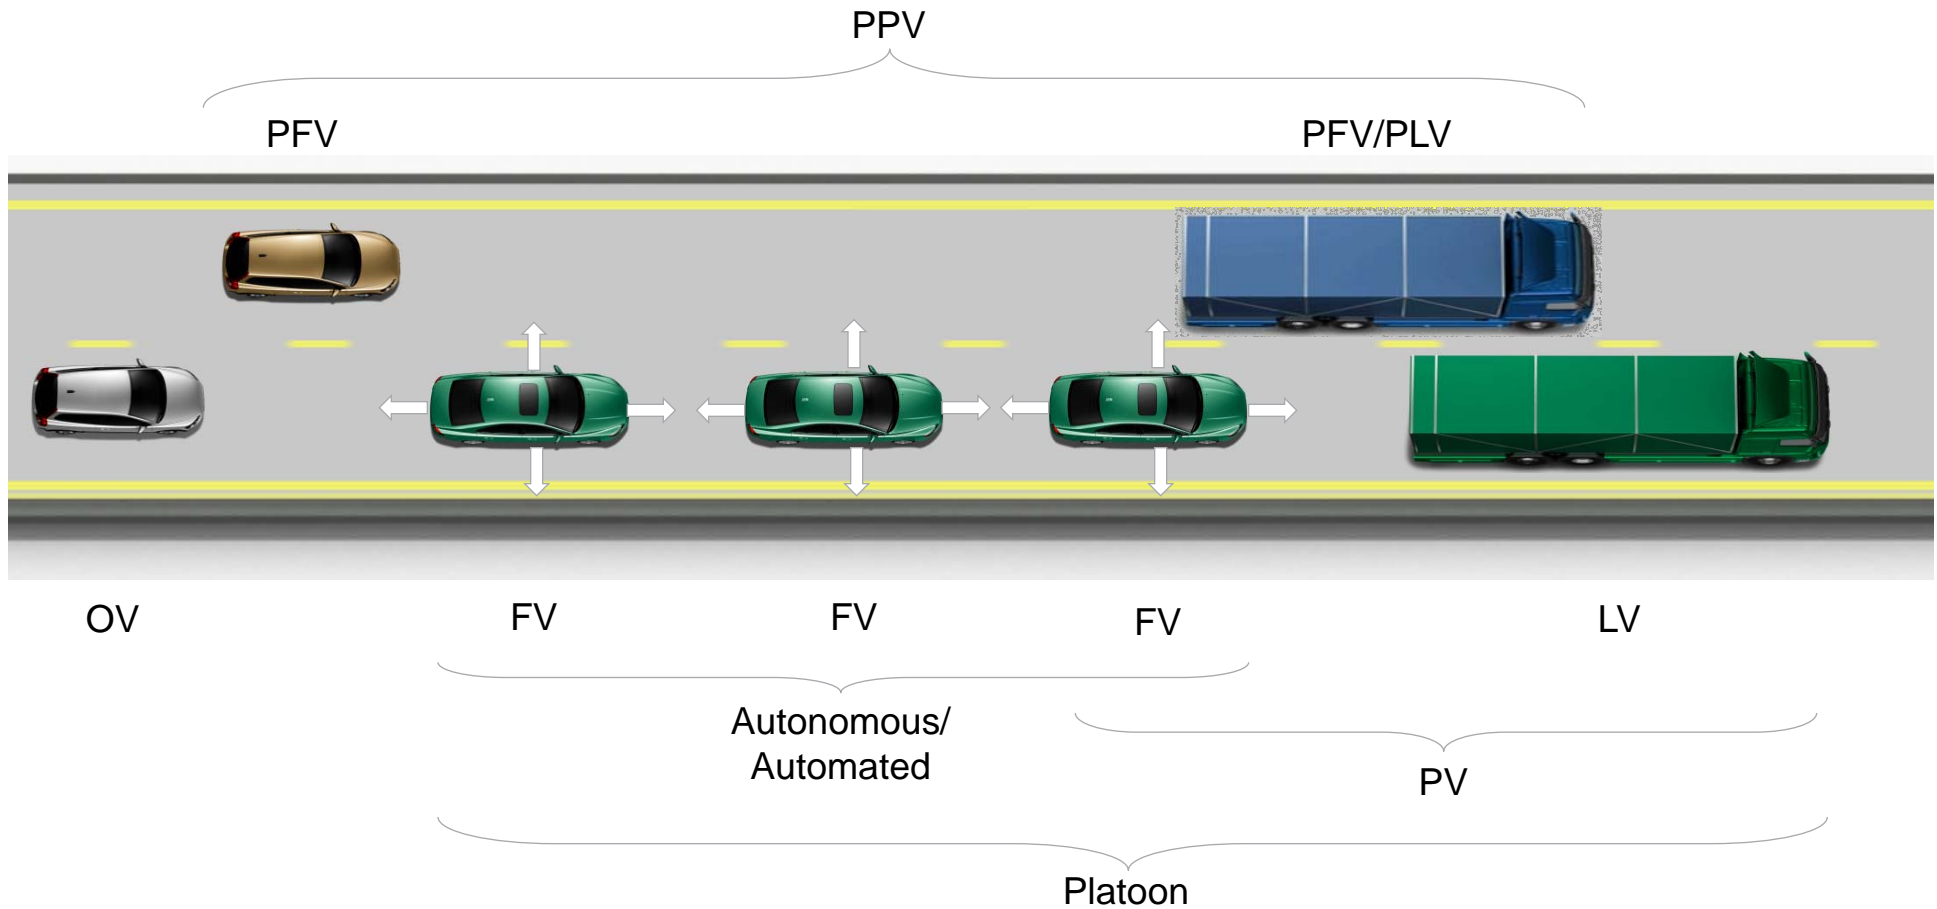 PPV
PFV
PFV/PLV
OV
FV
FV
FV
LV
Autonomous/
Automated
PV
Platoon